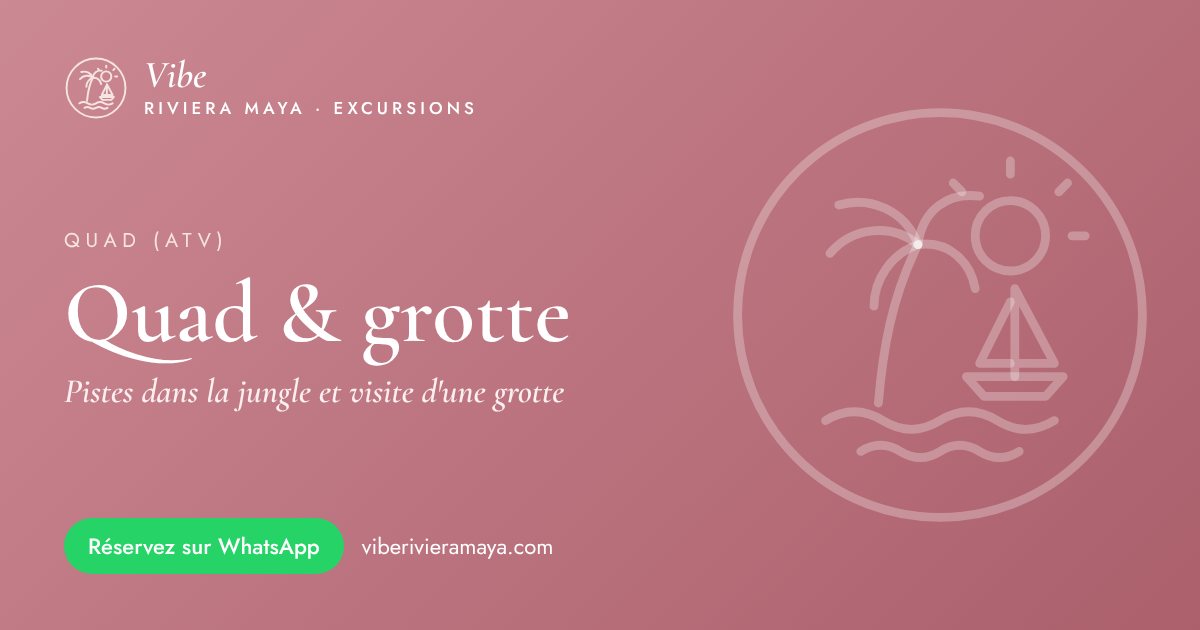 Vibe
RIVIERA MAYA · EXCURSIONS
QUAD (ATV)
Quad & grotte
Pistes dans la jungle et visite d'une grotte
Réservez sur WhatsApp
viberivieramaya.com